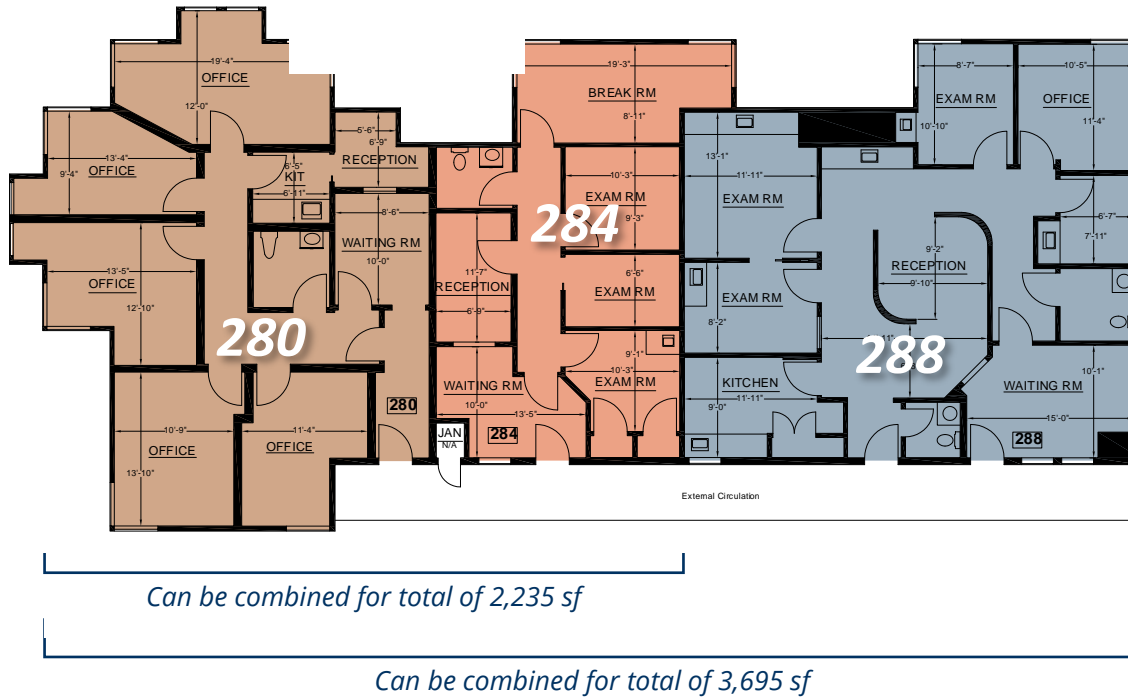 19'-4"
OFFICE
12'-0"
13'-4"
OFFICE
9'-4"
13'-5"
OFFICE
12'-10"
6'-5"
KIT
6'-11"
5'-6"
6'-9"
RECEPTION
8'-6"
WAITING RM
10'-0"
280
280
10'-9"
OFFICE
13'-10"
11'-4"
OFFICE
19'-3"
BREAK RM
8'-11"
10'-3"
EXAM RM
9'-3"
284
11'-7"
RECEPTION
6'-9"
6'-6"
EXAM RM
9'-1"
10'-3"
EXAM RM
WAITING RM
10'-0"
13'-5"
284
JAN
N/A
13'-1"
11'-11"
EXAM RM
EXAM RM
8'-2"
KITCHEN
11'-11"
9'-0"
8'-7"
EXAM RM
10'-10"
10'-5"
OFFICE
11'-4"
6'-7"
7'-11"
9'-2"
RECEPTION
9'-10"
288
10'-1"
WAITING RM
15'-0"
288
External Circulation
Can be combined for total of 2,235 sf
Can be combined for total of 3,695 sf